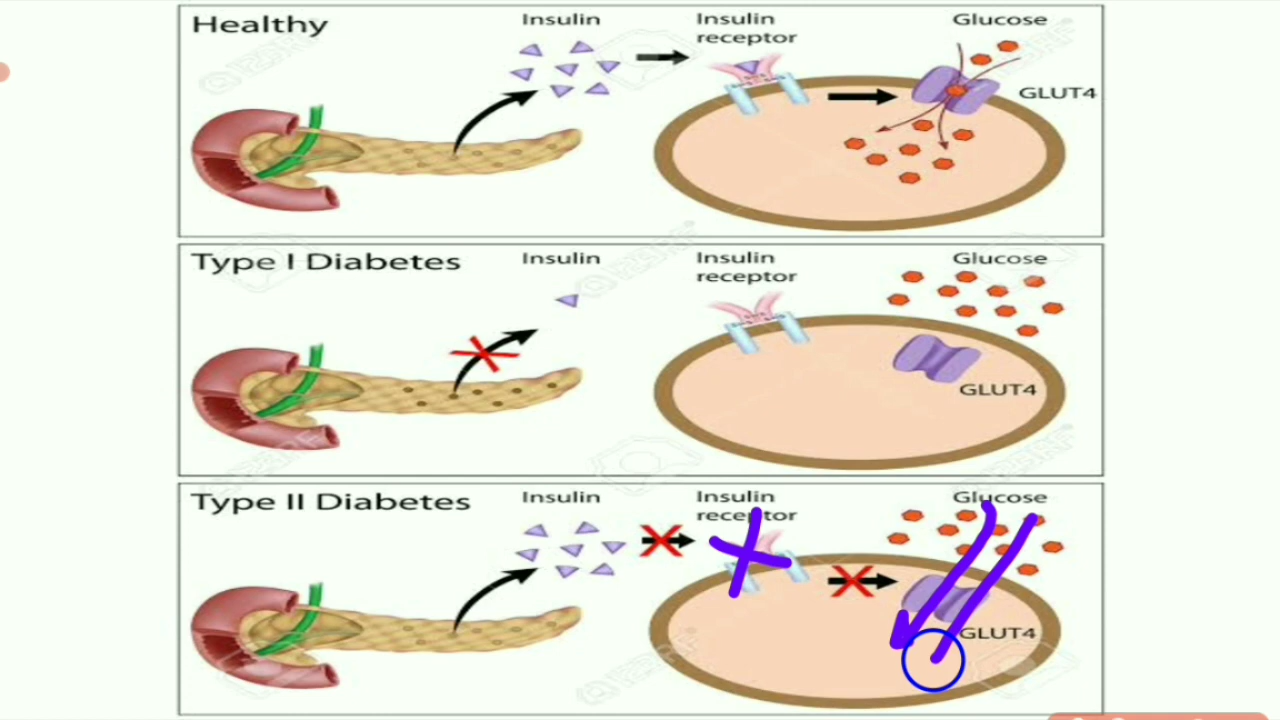 Healthy
Insulin
Insulin
receptor
Glucose
GLUT4
Type I Diabetes
Insulin
Insulin
receptor
Glucose
GLUT4
Type II Diabetes
Insulin
Insulin
receptor
Glucose
GLUT4